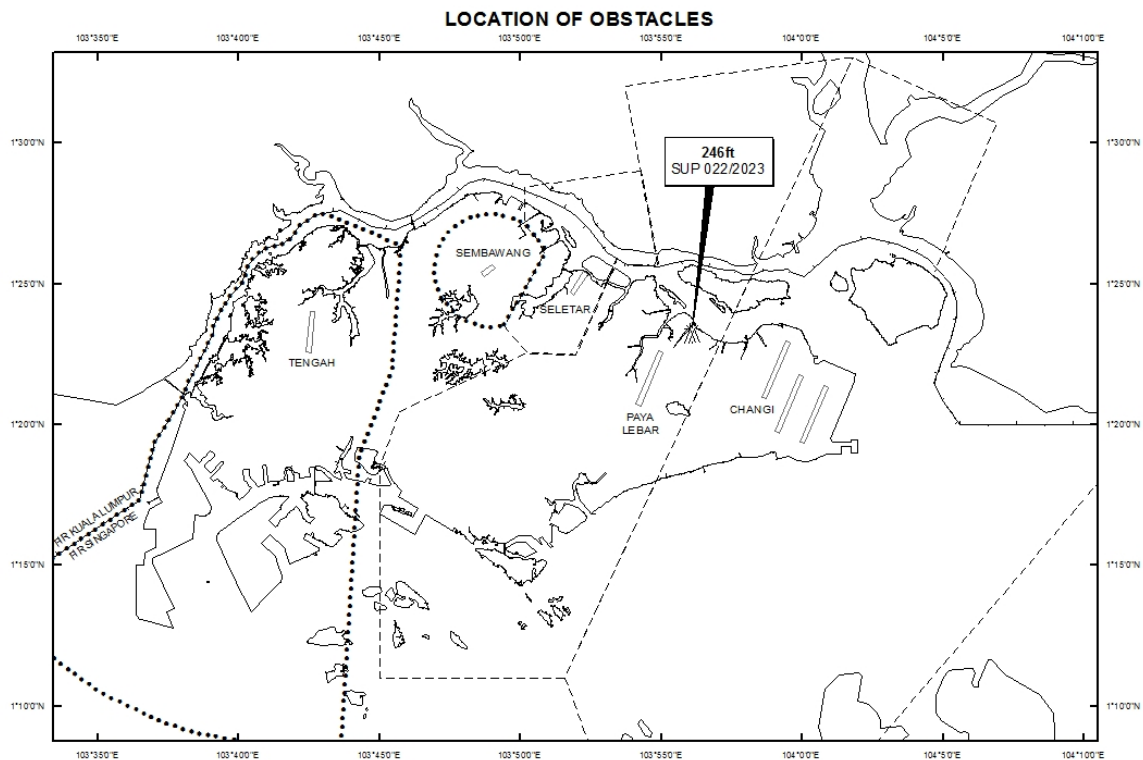 LOCATION OF OBSTACLES
103°35'0"E 103°40'0"E 103°45'0"E 103°50'0"E 103°55'0"E 104°0'0"E 104°5'0"E 104°10'0"E
1°30'0"N 1°30'0"N
246ft
SUP 022/2023
SEMBAWANG
1°25'0"N 1°25'0"N
SELETAR
TENGAH
PAYA
LEBAR
CHANGI
1°20'0"N 1°20'0"N
FIR KUALA LUMPUR
FIR SINGAPORE
1°15'0"N 1°15'0"N
1°10'0"N 1°10'0"N
103°35'0"E 103°40'0"E 103°45'0"E 103°50'0"E 103°55'0"E 104°0'0"E 104°5'0"E 104°10'0"E